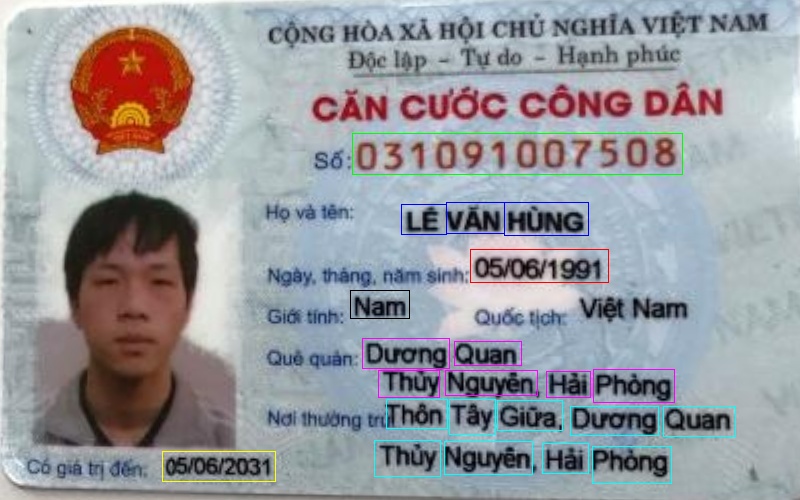 CỘNG HÒA XÃ HỘI CHỦ NGHĨA VIỆT NAM
Độc lập – Tự do – Hạnh phúc
CĂN CƯỚC CÔNG DÂN
Số: 031091007508
Họ và tên: LÊ VĂN HÙNG
Ngày, tháng, năm sinh: 05/06/1991
Giới tính: Nam Quốc tịch: Việt Nam
Quê quán: Dương Quan
Thủy Nguyên, Hải Phòng
Nơi thường trú: Thôn Tây Giữa, Dương Quan
Thủy Nguyên, Hải Phòng
Có giá trị đến: 05/06/2031